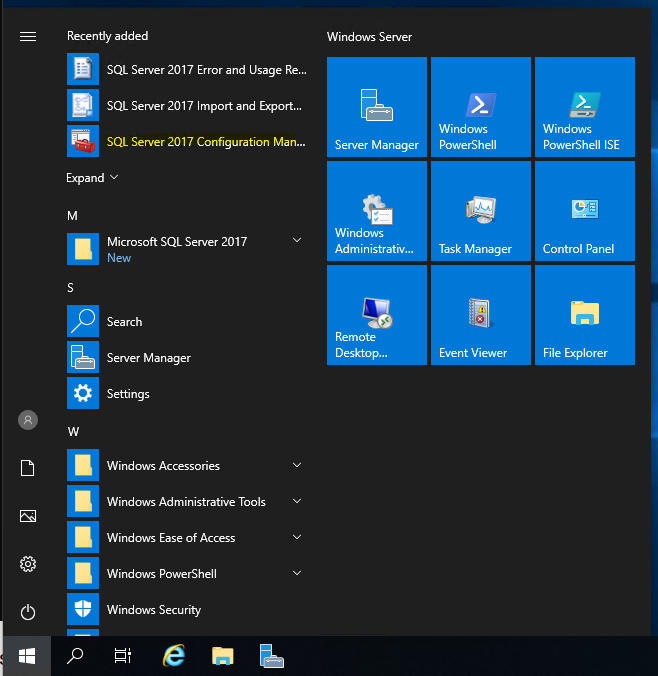 Recently added
SQL Server 2017 Error and Usage Re...
SQL Server 2017 Import and Export...
SQL Server 2017 Configuration Man...
Expand
M
Microsoft SQL Server 2017
New
S
Search
Server Manager
Settings
W
Windows Accessories
Windows Administrative Tools
Windows Ease of Access
Windows PowerShell
Windows Security
Windows Server
Server Manager
Windows
PowerShell
Windows
PowerShell ISE
Windows
Administrativ...
Task Manager
Control Panel
Remote
Desktop...
Event Viewer
File Explorer